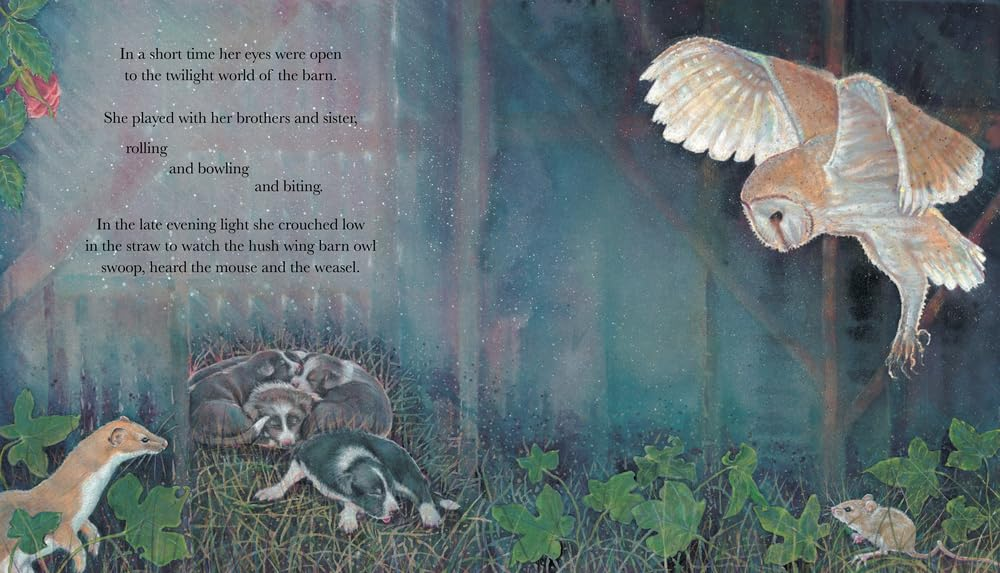 In a short time her eyes were open
to the twilight world of the barn.
She played with her brothers and sister,
rolling
and bowling
and biting.
In the late evening light she crouched low
in the straw to watch the hush wing barn owl
swoop, heard the mouse and the weasel.